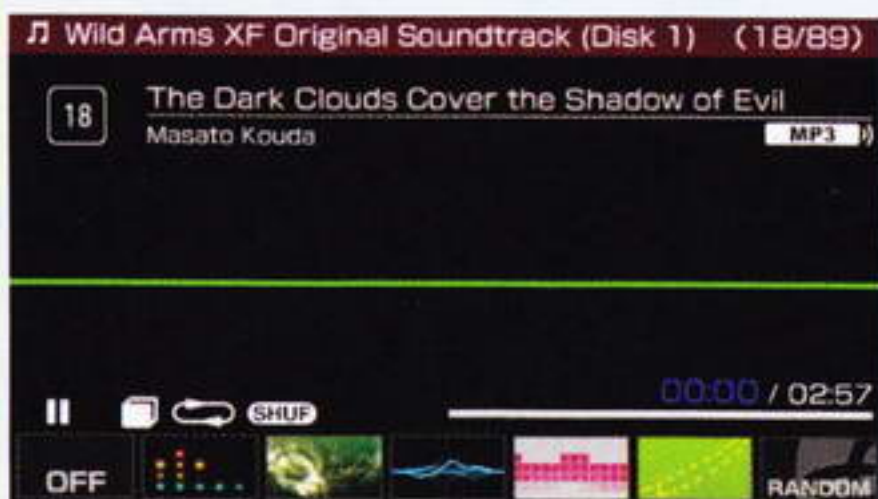 ♫ Wild Arms XF Original Soundtrack (Disk 1) (18/89)
18 The Dark Clouds Cover the Shadow of Evil
Masato Kouda MP3
SHUF 00:00 / 02:57
OFF RANDOM